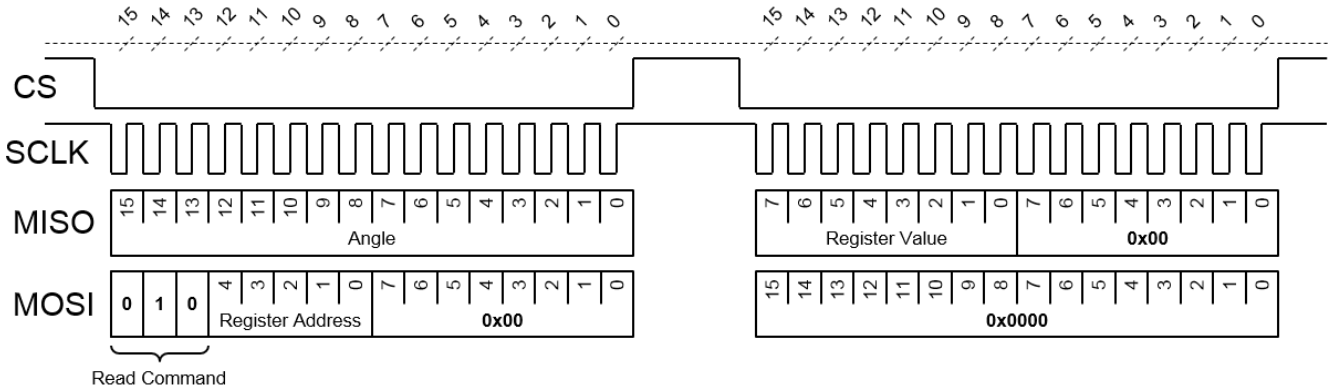 15 14 13 12 11 10 9 8 7 6 5 4 3 2 1 0 15 14 13 12 11 10 9 8 7 6 5 4 3 2 1 0
CS
SCLK
MISO 15 14 13 12 11 10 9 8 7 6 5 4 3 2 1 0 7 6 5 4 3 2 1 0 7 6 5 4 3 2 1 0
Angle Register Value 0x00
MOSI 0 1 0 4 3 2 1 0 7 6 5 4 3 2 1 0 15 14 13 12 11 10 9 8 7 6 5 4 3 2 1 0
Register Address 0x00 0x0000
Read Command